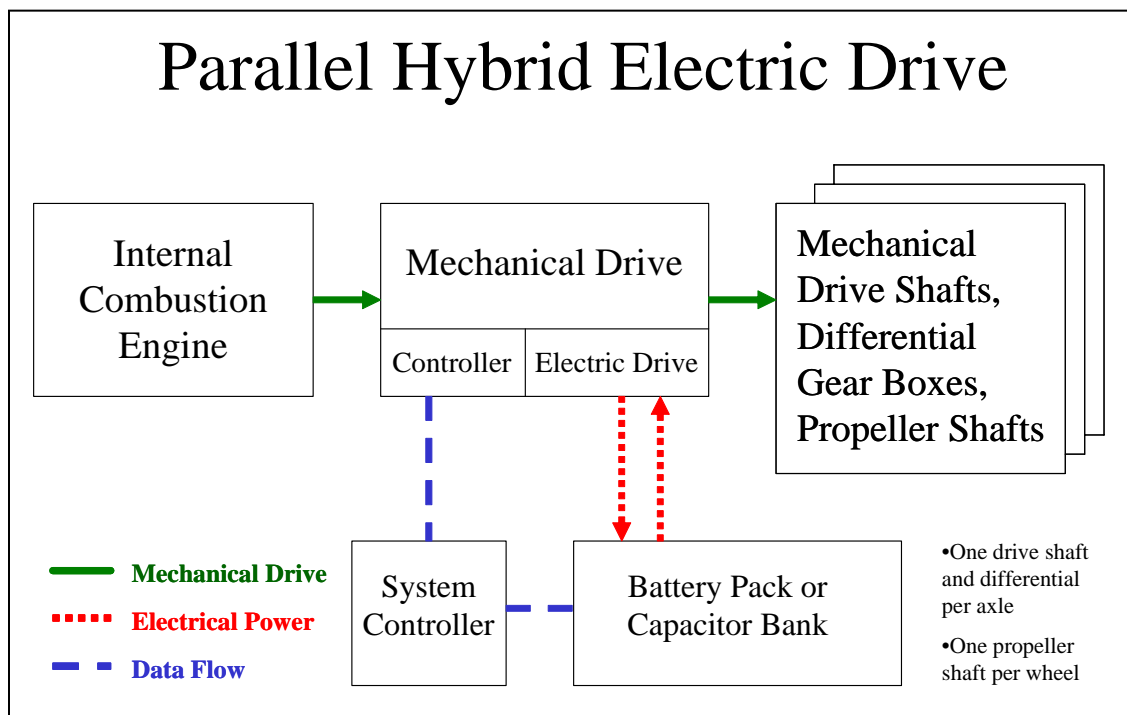 Parallel Hybrid Electric Drive
Internal
Combustion
Engine
Mechanical Drive
Controller
Electric Drive
Mechanical
Drive Shafts,
Differential
Gear Boxes,
Propeller Shafts
Mechanical Drive
Electrical Power
Data Flow
System
Controller
Battery Pack or
Capacitor Bank
•One drive shaft
and differential
per axle
•One propeller
shaft per wheel